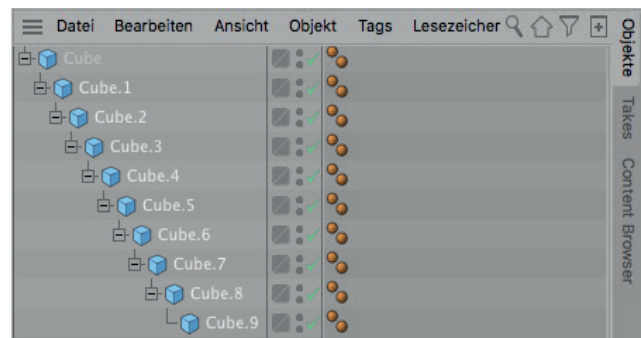 Datei Bearbeiten Ansicht Objekt Tags Lesezeicher
Cube
Cube.1
Cube.2
Cube.3
Cube.4
Cube.5
Cube.6
Cube.7
Cube.8
Cube.9
Objekte
Takes
Content Browser